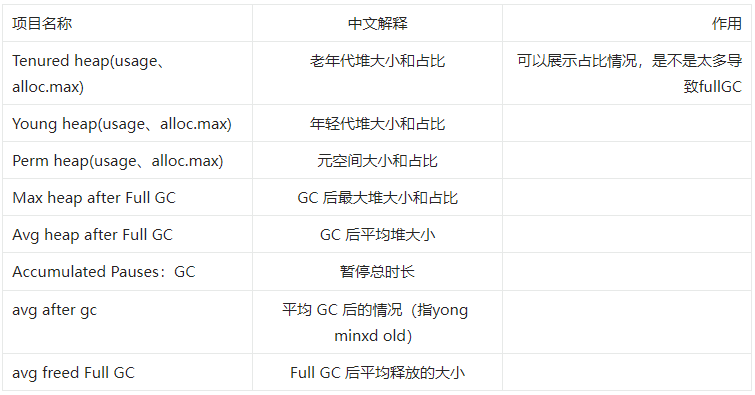 项目名称 中文解释 作用
Tenured heap(usage、 老年代堆大小和占比 可以展示占比情况，是不是太多导
alloc.max) 致fullGC
Young heap(usage、alloc.max) 年轻代堆大小和占比
Perm heap(usage、alloc.max) 元空间大小和占比
Max heap after Full GC GC 后最大堆大小和占比
Avg heap after Full GC GC 后平均堆大小
Accumulated Pauses：GC 暂停总时长
avg after gc 平均 GC 后的情况（指yong
minxd old）
avg freed Full GC Full GC 后平均释放的大小